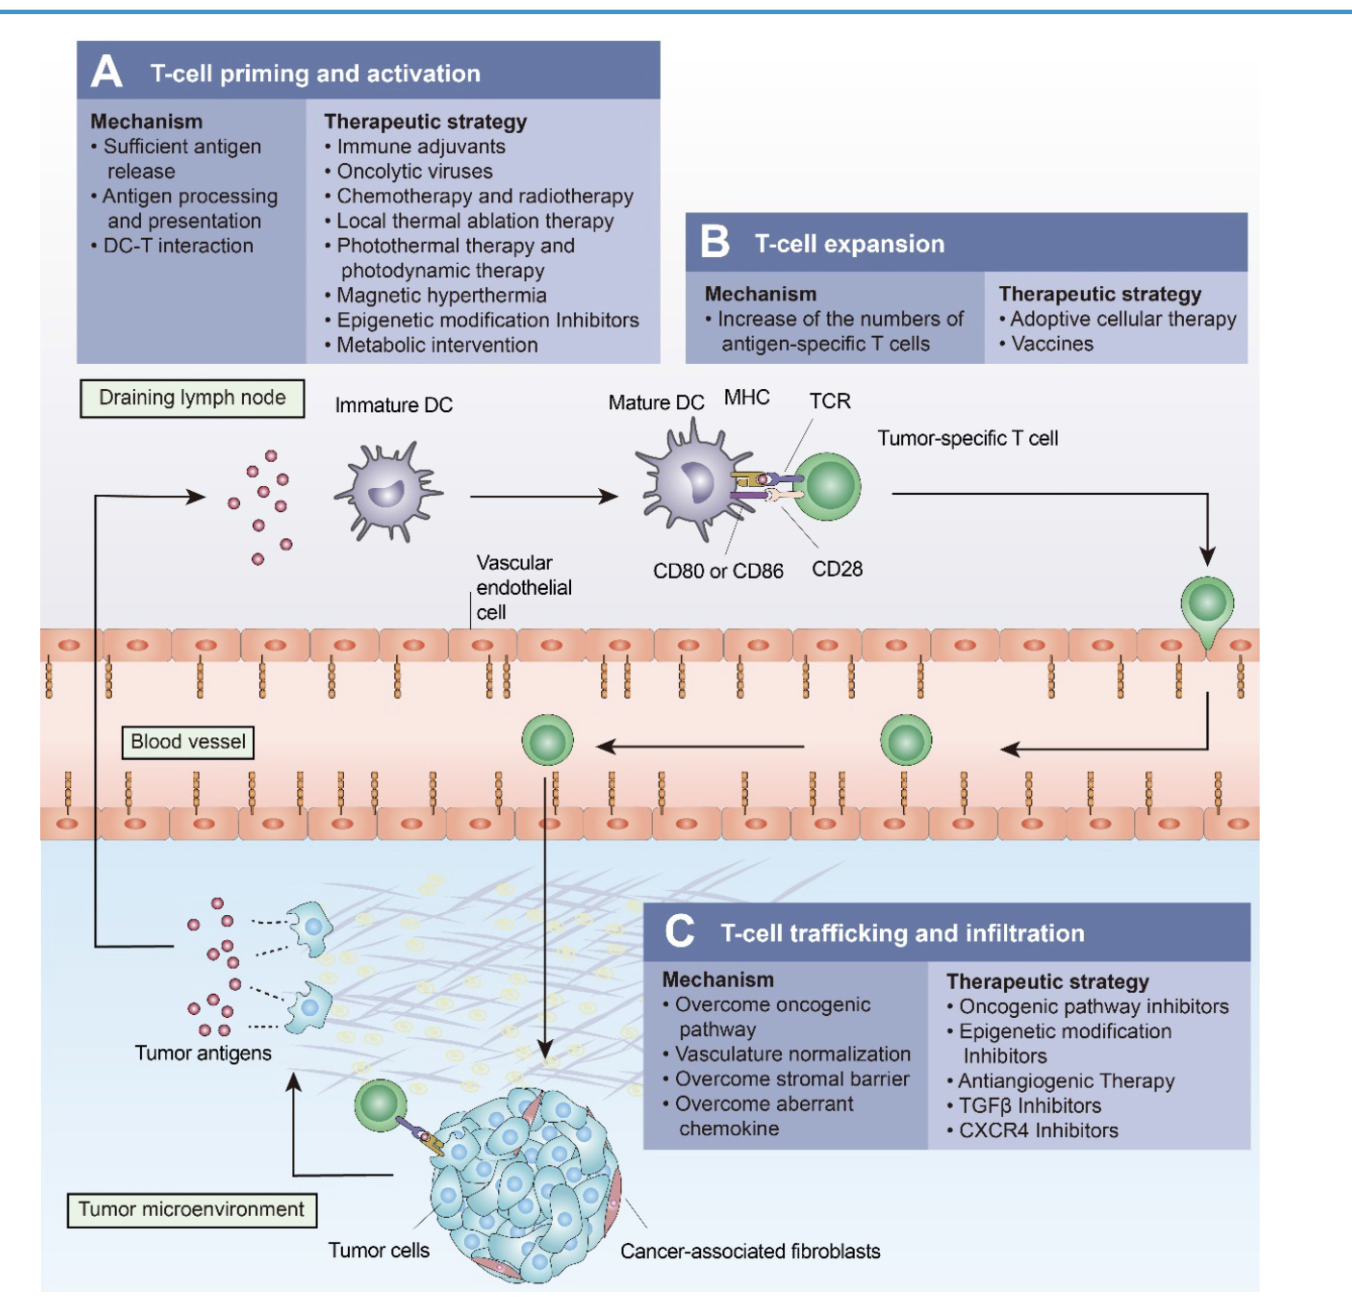 A T-cell priming and activation
Mechanism
• Sufficient antigen
release
• Antigen processing
and presentation
• DC-T interaction
Therapeutic strategy
• Immune adjuvants
• Oncolytic viruses
• Chemotherapy and radiotherapy
• Local thermal ablation therapy
• Photothermal therapy and
photodynamic therapy
• Magnetic hyperthermia
• Epigenetic modification Inhibitors
• Metabolic intervention
B T-cell expansion
Mechanism
• Increase of the numbers of
antigen-specific T cells
Therapeutic strategy
• Adoptive cellular therapy
• Vaccines
Draining lymph node
Immature DC
Mature DC
MHC
TCR
Tumor-specific T cell
CD80 or CD86
CD28
Vascular
endothelial
cell
Blood vessel
C T-cell trafficking and infiltration
Mechanism
• Overcome oncogenic
pathway
• Vasculature normalization
• Overcome stromal barrier
• Overcome aberrant
chemokine
Therapeutic strategy
• Oncogenic pathway inhibitors
• Epigenetic modification
Inhibitors
• Antiangiogenic Therapy
• TGFβ Inhibitors
• CXCR4 Inhibitors
Tumor antigens
Tumor microenvironment
Tumor cells
Cancer-associated fibroblasts